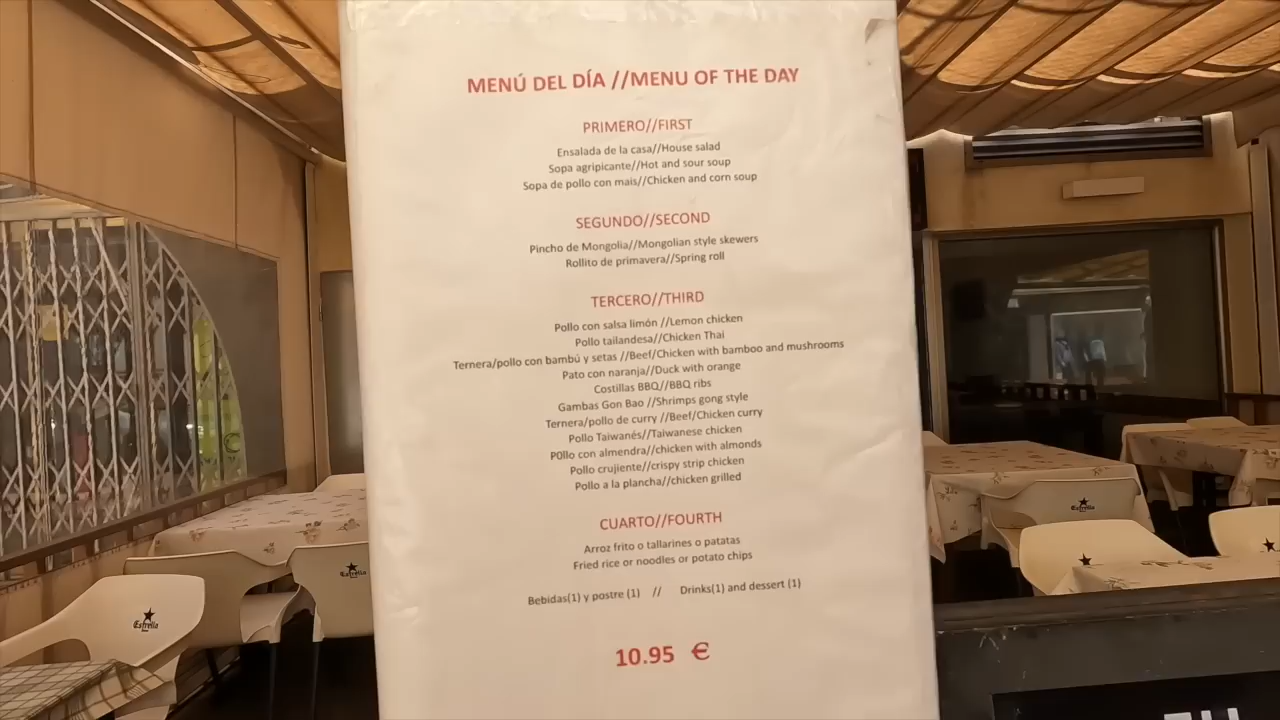 MENÚ DEL DÍA //MENU OF THE DAY
PRIMERO//FIRST
Ensalada de la casa//House salad
Sopa agripicante//Hot and sour soup
Sopa de pollo con mais//Chicken and corn soup
SEGUNDO//SECOND
Pincho de Mongolia//Mongolian style skewers
Rollito de primavera//Spring roll
TERCERO//THIRD
Pollo con salsa limón //Lemon chicken
Pollo tailandesa//Chicken Thai
Ternera/pollo con bambú y setas //Beef/Chicken with bamboo and mushrooms
Pato con naranja//Duck with orange
Costillas BBQ//BBQ ribs
Gambas Gon Bao //Shrimps gong style
Ternera/pollo de curry //Beef/Chicken curry
Pollo Taiwanés//Taiwanese chicken
P0llo con almendra//chicken with almonds
Pollo crujiente//crispy strip chicken
Pollo a la plancha//chicken grilled
CUARTO//FOURTH
Arroz frito o tallarines o patatas
Fried rice or noodles or potato chips
Bebidas(1) y postre (1) // Drinks(1) and dessert (1)
10.95 €
Estrella
Estrella
Estrella